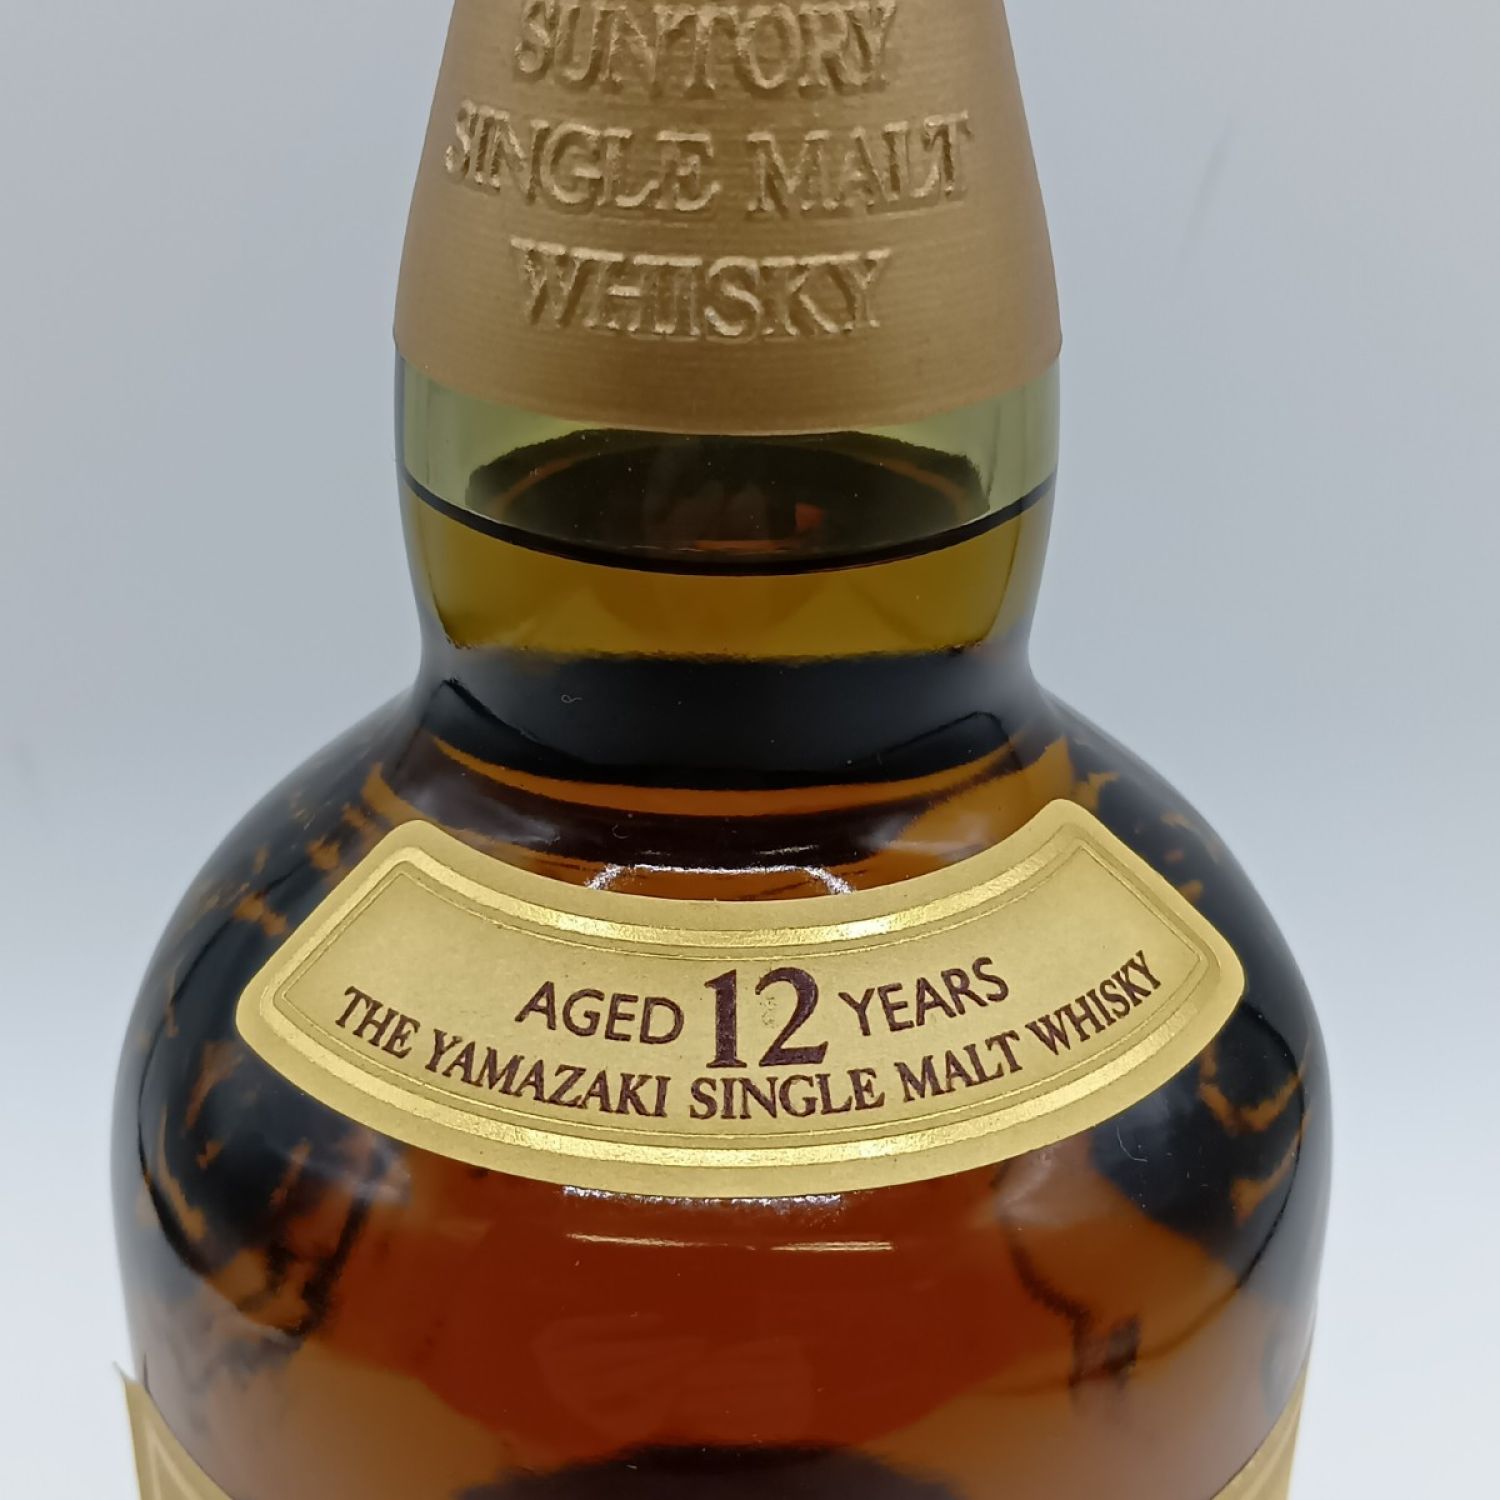 SUNTORY
SINGLE MALT
WHISKY
AGED 12 YEARS
THE YAMAZAKI SINGLE MALT WHISKY